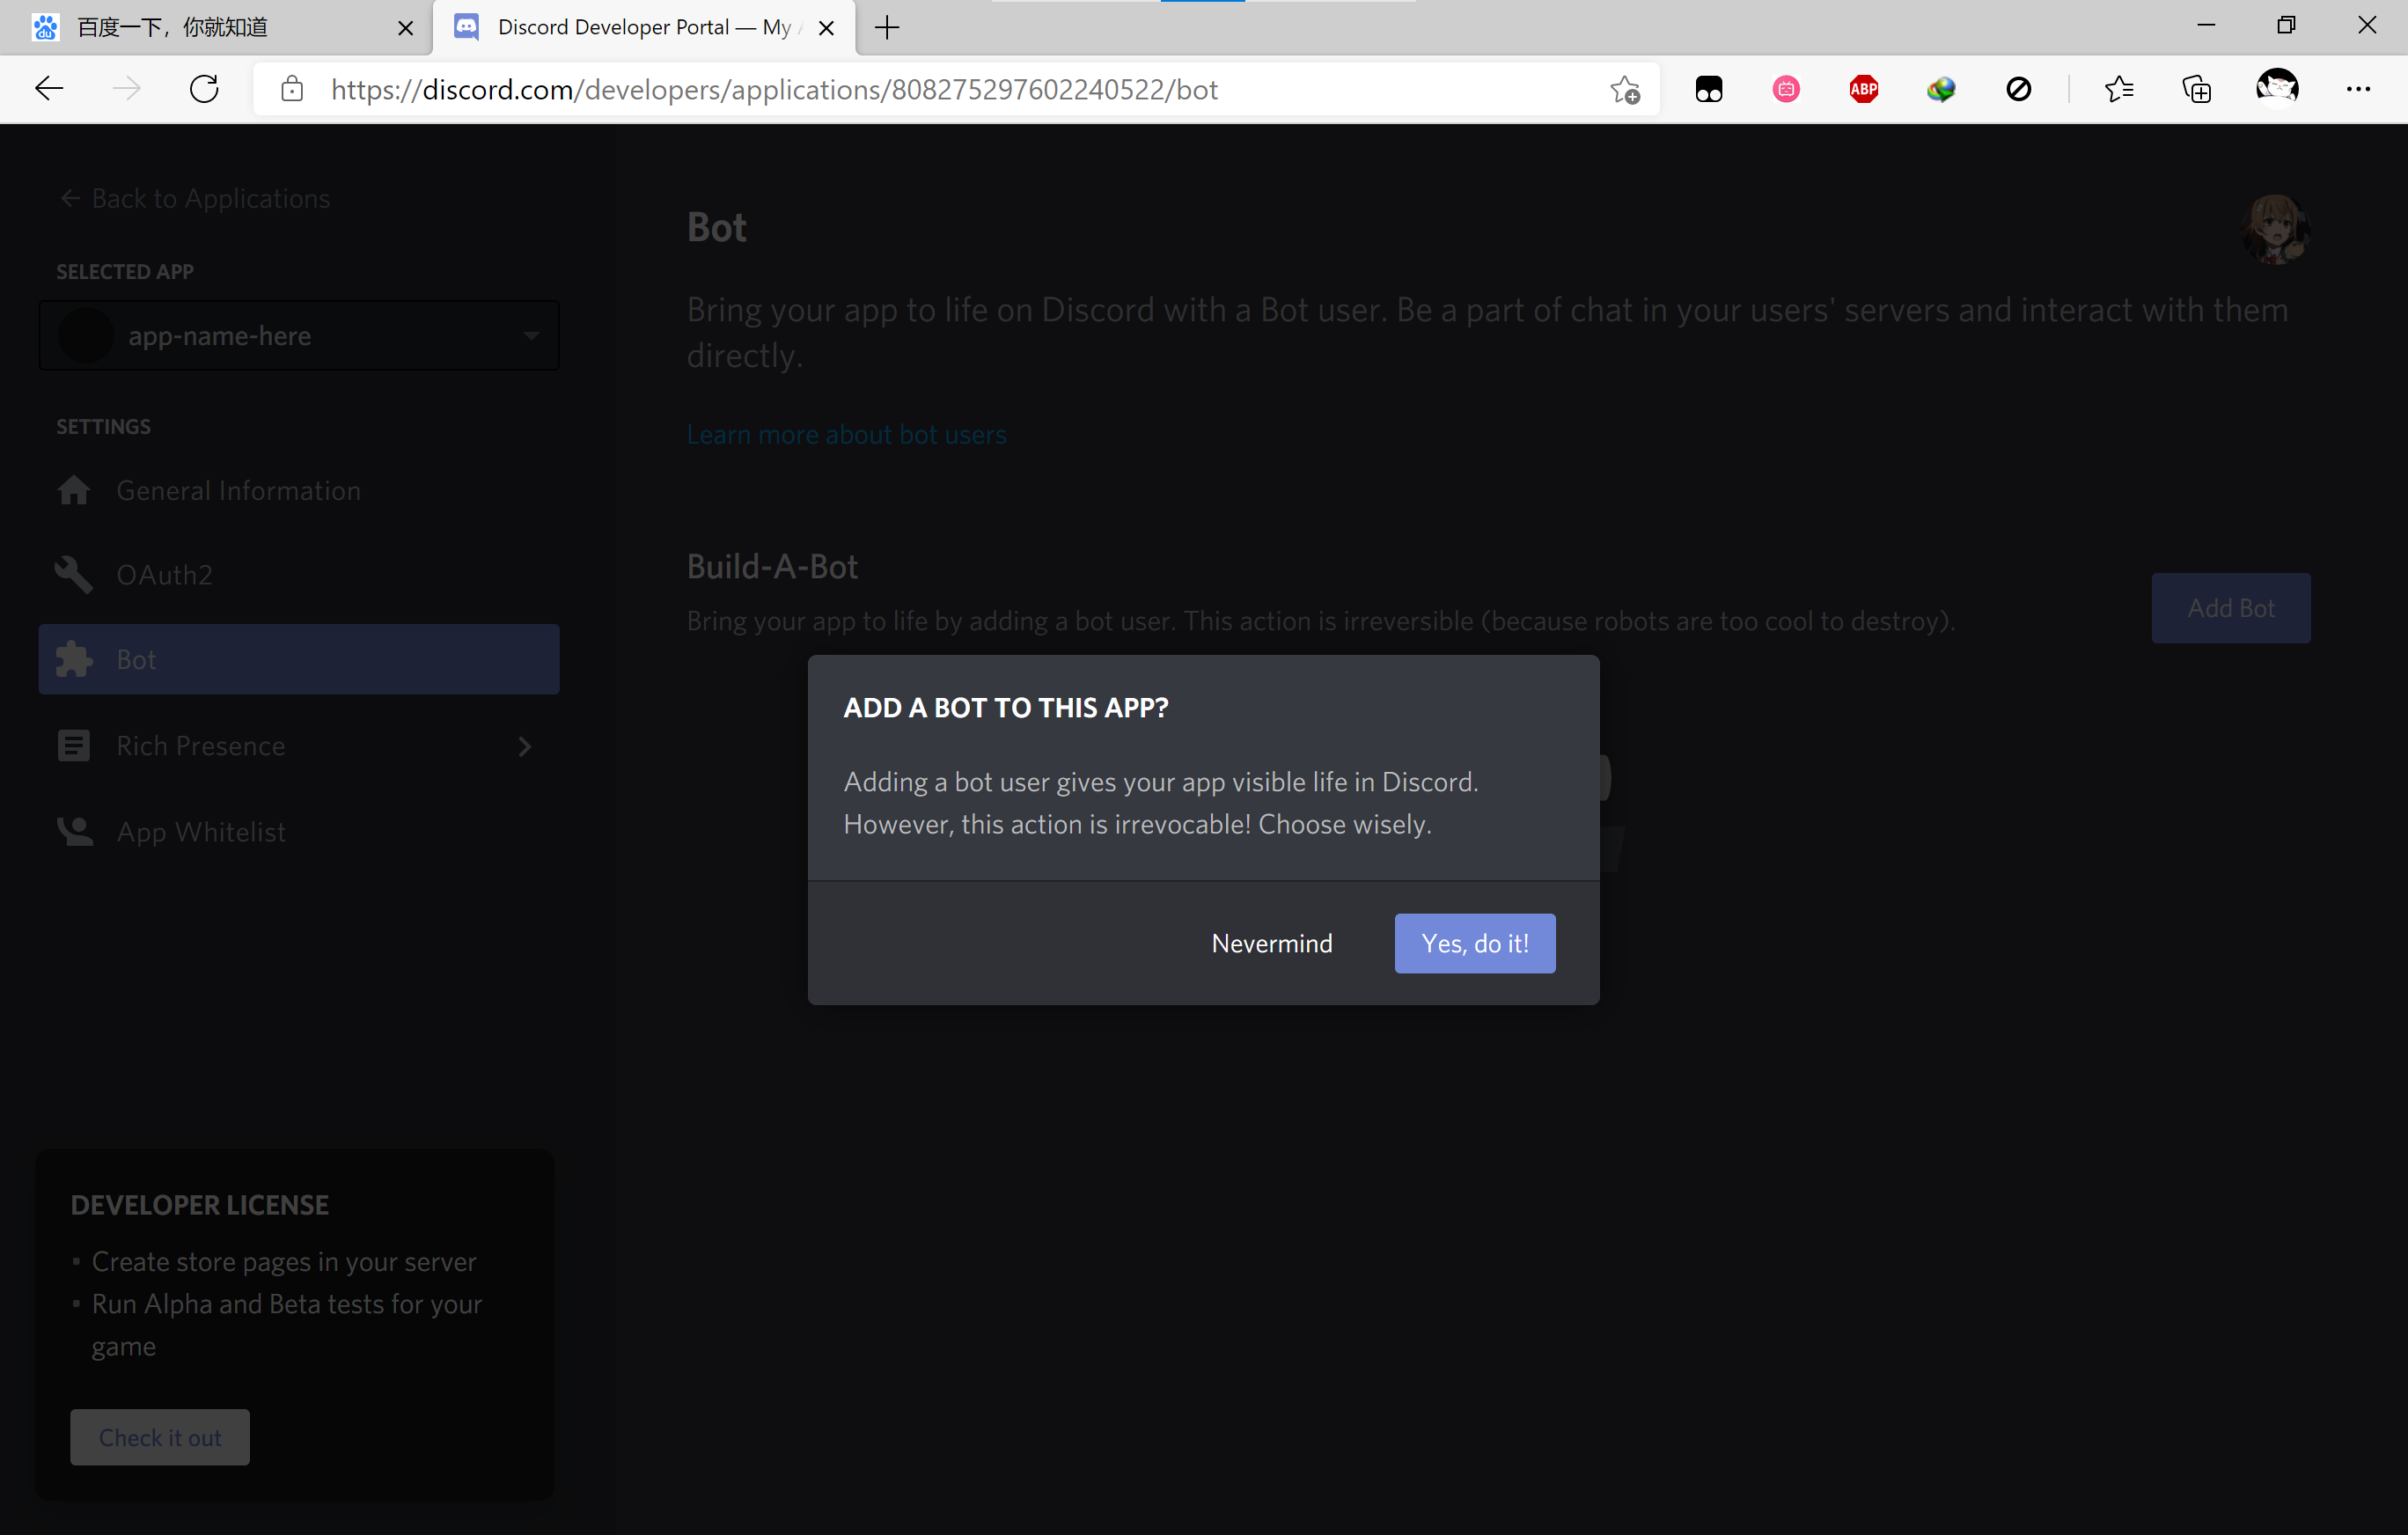 百度一下，你就知道
Discord Developer Portal — My A
https://discord.com/developers/applications/808275297602240522/bot
ABP
Back to Applications
SELECTED APP
app-name-here
SETTINGS
General Information
OAuth2
Bot
Rich Presence
App Whitelist
DEVELOPER LICENSE
Create store pages in your server
Run Alpha and Beta tests for your
game
Check it out
Bot
Bring your app to life on Discord with a Bot user. Be a part of chat in your users' servers and interact with them
directly.
Learn more about bot users
Build-A-Bot
Bring your app to life by adding a bot user. This action is irreversible (because robots are too cool to destroy).
Add Bot
ADD A BOT TO THIS APP?
Adding a bot user gives your app visible life in Discord.
However, this action is irrevocable! Choose wisely.
Nevermind
Yes, do it!